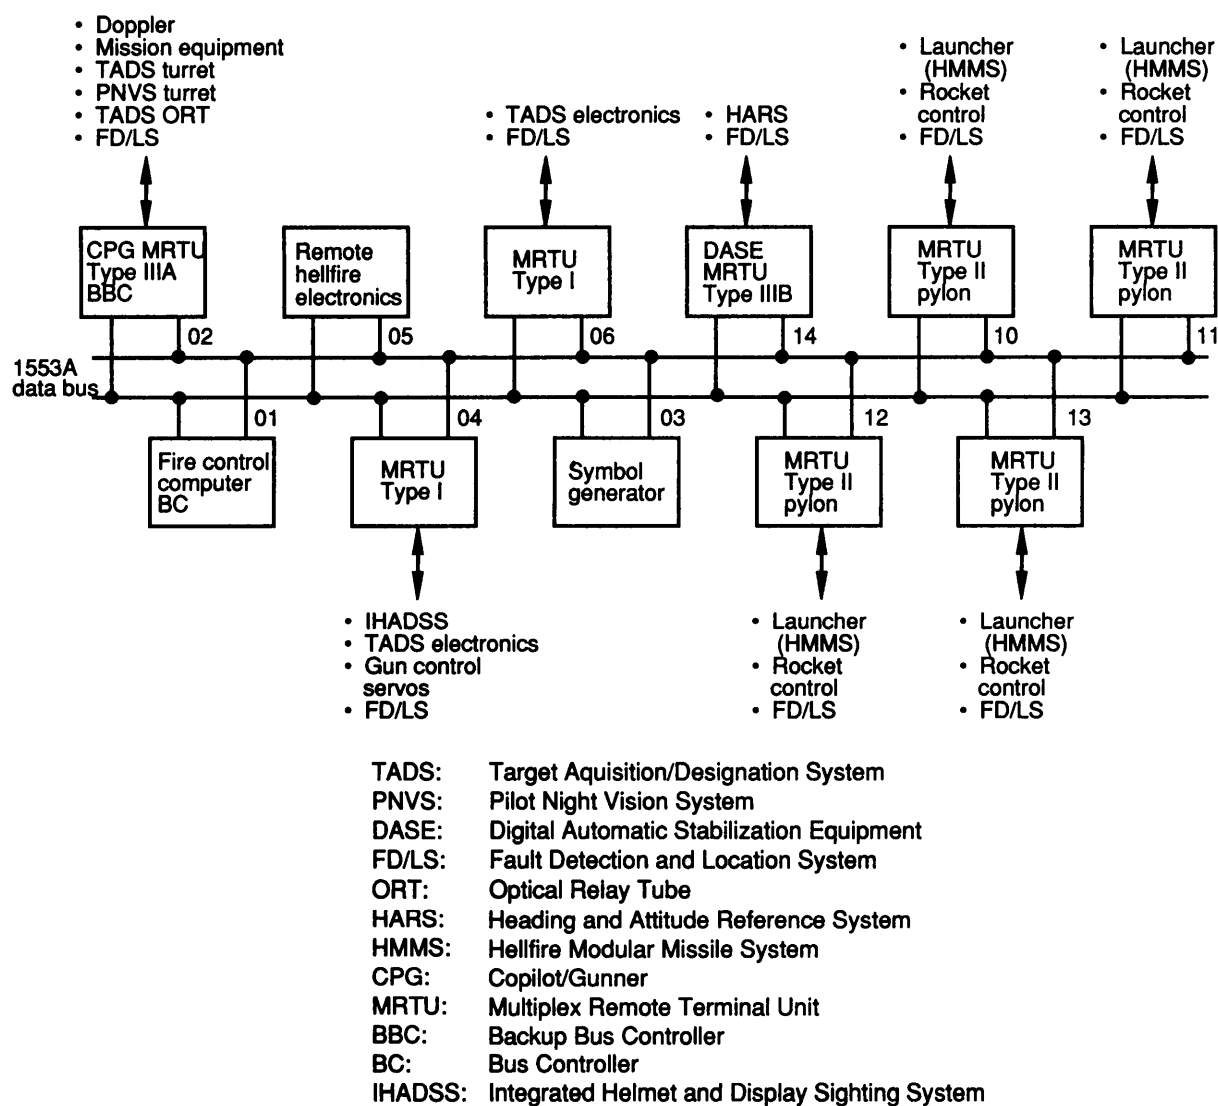 • Doppler
• Mission equipment
• TADS turret
• PNVS turret
• TADS ORT
• FD/LS
• TADS electronics
• FD/LS
• HARS
• FD/LS
• Launcher
(HMMS)
• Rocket
control
• FD/LS
• Launcher
(HMMS)
• Rocket
control
• FD/LS
CPG MRTU
Type IIIA
BBC
Remote
hellfire
electronics
MRTU
Type I
DASE
MRTU
Type IIIB
MRTU
Type II
pylon
MRTU
Type II
pylon
02
05
06
14
10
11
1553A
data bus
01
04
03
12
13
Fire control
computer
BC
MRTU
Type I
Symbol
generator
MRTU
Type II
pylon
MRTU
Type II
pylon
• IHADSS
• TADS electronics
• Gun control
servos
• FD/LS
• Launcher
(HMMS)
• Rocket
control
• FD/LS
• Launcher
(HMMS)
• Rocket
control
• FD/LS
TADS: Target Aquisition/Designation System
PNVS: Pilot Night Vision System
DASE: Digital Automatic Stabilization Equipment
FD/LS: Fault Detection and Location System
ORT: Optical Relay Tube
HARS: Heading and Attitude Reference System
HMMS: Hellfire Modular Missile System
CPG: Copilot/Gunner
MRTU: Multiplex Remote Terminal Unit
BBC: Backup Bus Controller
BC: Bus Controller
IHADSS: Integrated Helmet and Display Sighting System